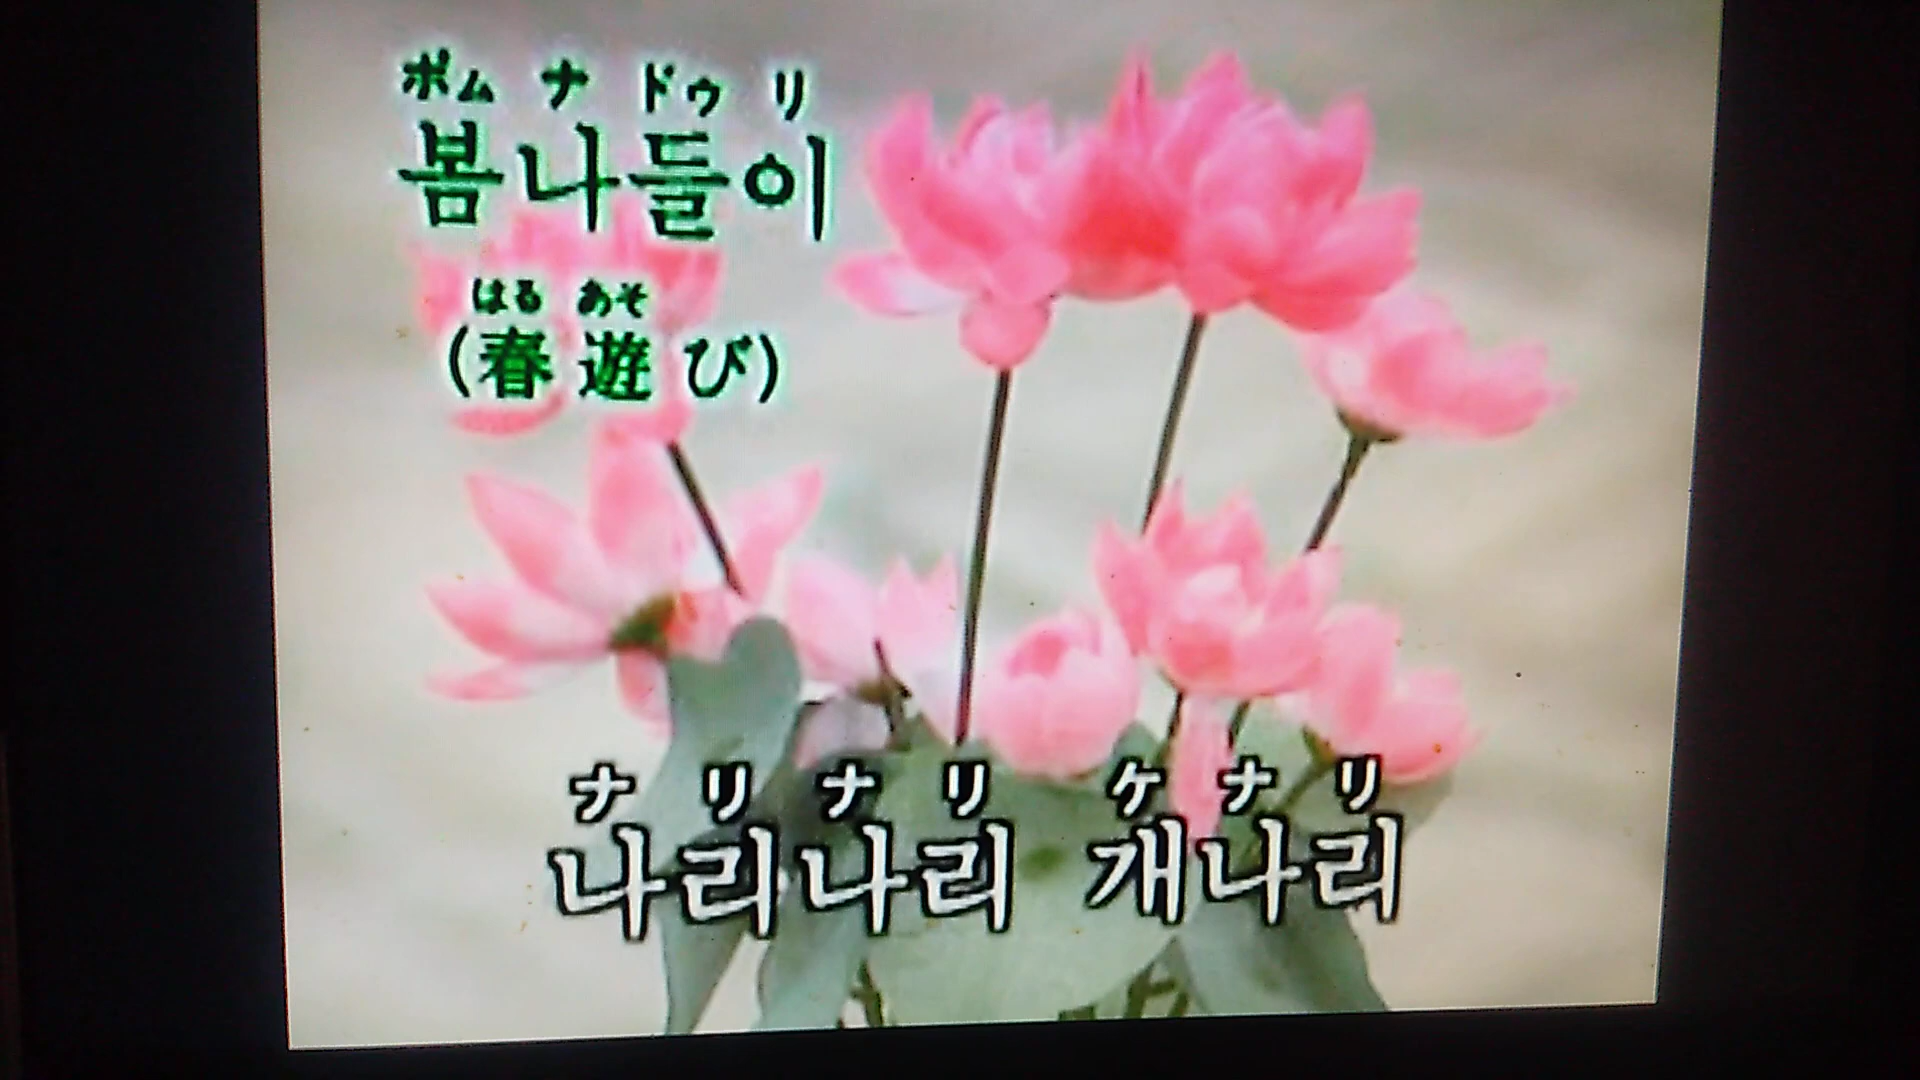 ポム ナ ドゥ リ
봄나들이
はる あそ
(春遊び)
ナ リ ナ リ ケ ナ リ
나리나리 개나리